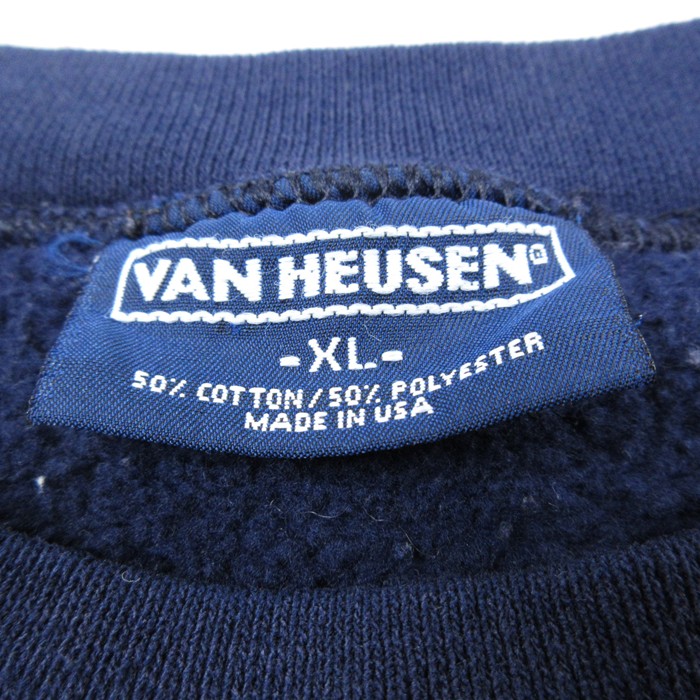 VAN HEUSEN®
-XL-
50% COTTON/50% POLYESTER
MADE IN USA